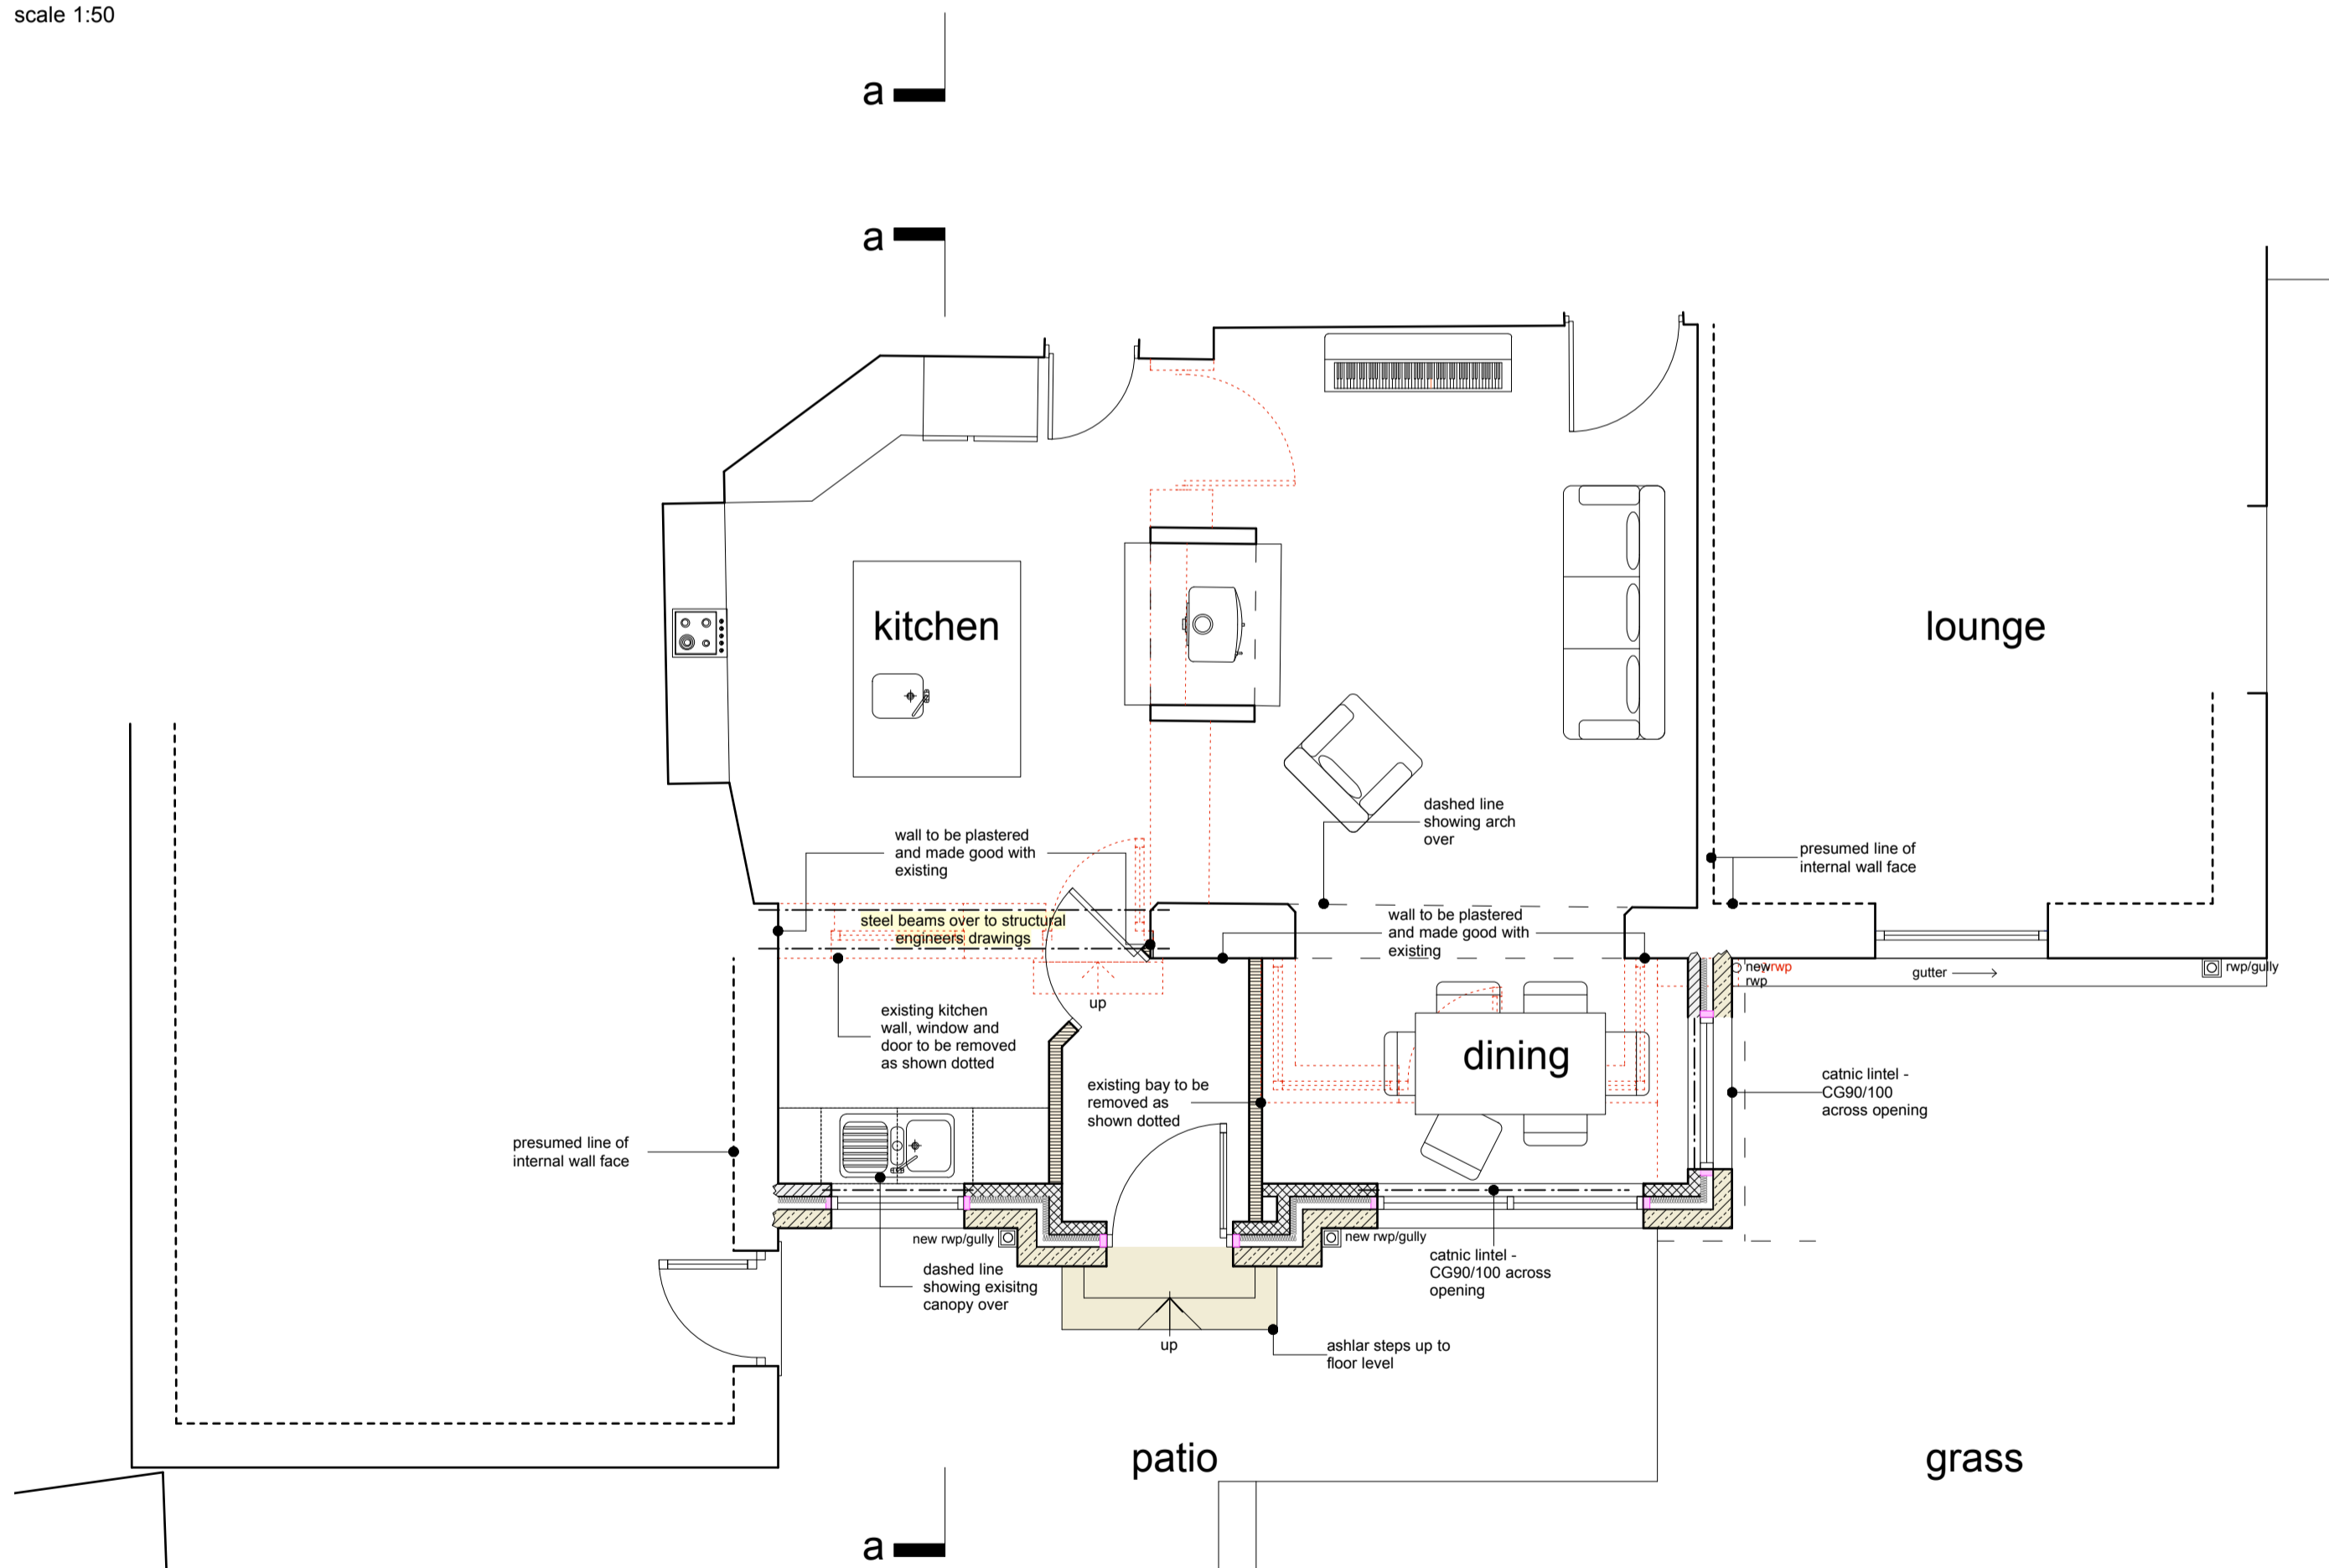 scale 1:50
a
a
kitchen
lounge
dashed line
showing arch
over
wall to be plastered
and made good with
existing
presumed line of
internal wall face
steel beams over to structural
engineers drawings
wall to be plastered
and made good with
existing
new
rwp
rwp
gutter
rwp/gully
up
existing kitchen
wall, window and
door to be removed
as shown dotted
dining
existing bay to be
removed as
shown dotted
catnic lintel -
CG90/100
across opening
presumed line of
internal wall face
new rwp/gully
new rwp/gully
catnic lintel -
CG90/100 across
opening
dashed line
showing exisitng
canopy over
up
ashlar steps up to
floor level
patio
grass
a